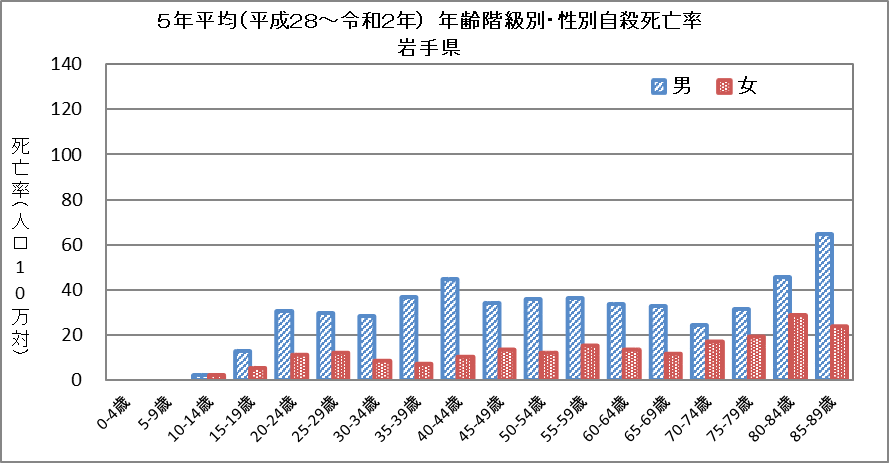 ５年平均(平成２８～令和２年)　年齢階級別・性別自殺死亡率
岩手県
男　女
死亡率(人口10万対)
140
120
100
80
60
40
20
0
0-4歳
5-9歳
10-14歳
15-19歳
20-24歳
25-29歳
30-34歳
35-39歳
40-44歳
45-49歳
50-54歳
55-59歳
60-64歳
65-69歳
70-74歳
75-79歳
80-84歳
85-89歳